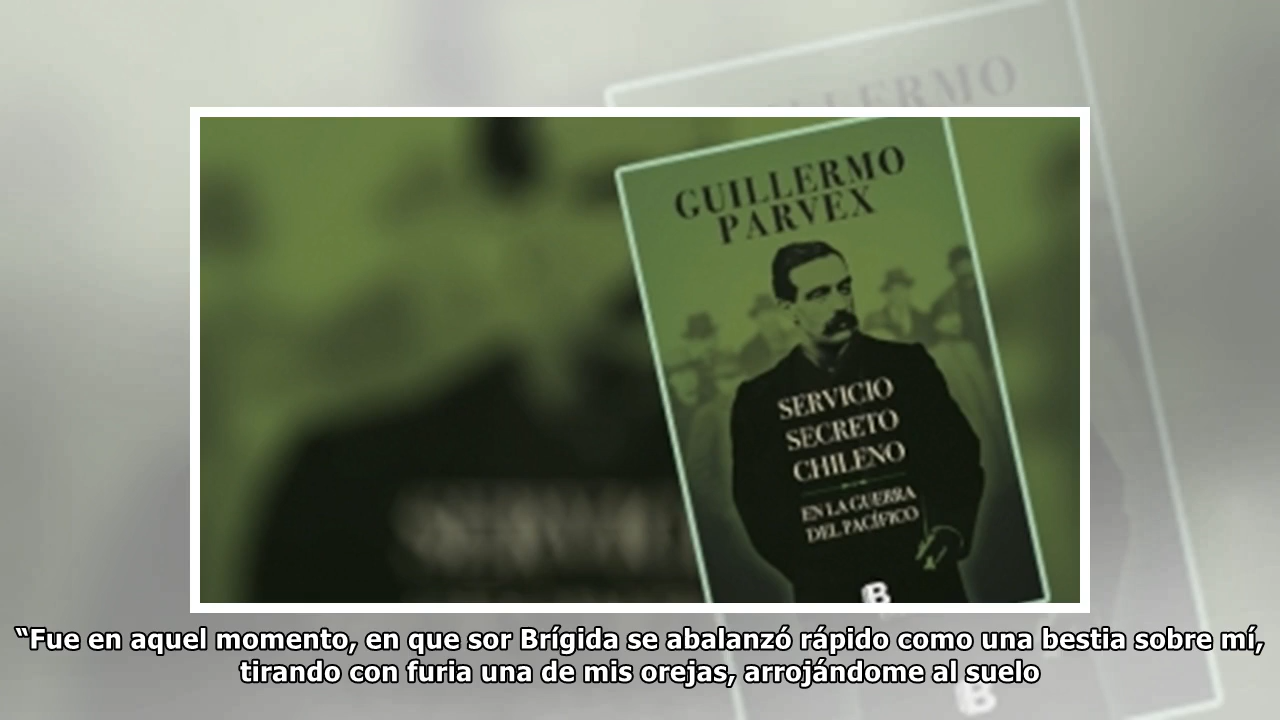 GUILLERMO
GUILLERMO
PARVEX
SERVICIO
SECRETO
CHILENO
EN LA GUERRA
DEL PACÍFICO
B
“Fue en aquel momento, en que sor Brígida se abalanzó rápido como una bestia sobre mí,
tirando con furia una de mis orejas, arrojándome al suelo
B